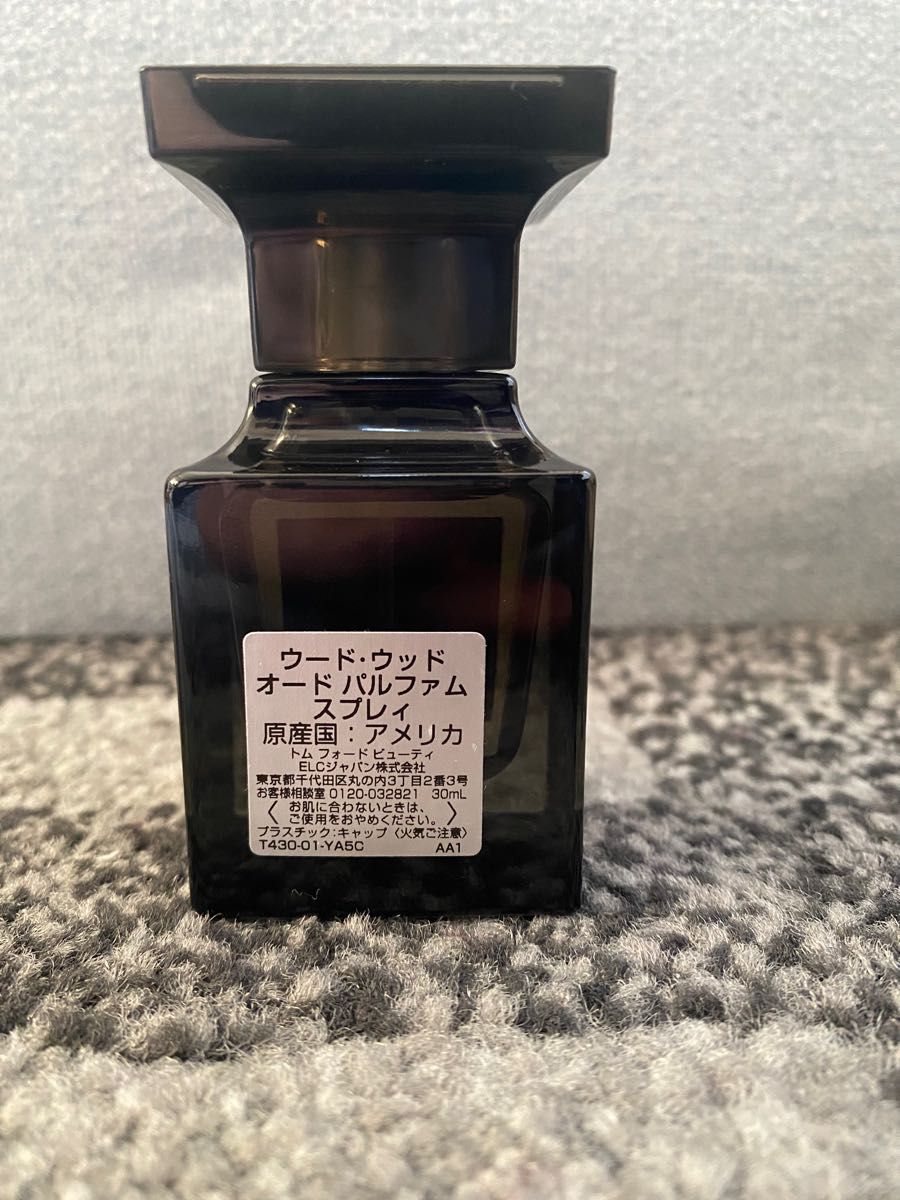 ウード・ウッド
オード パルファム
スプレィ
原産国：アメリカ
トム フォード ビューティ
ELCジャパン株式会社
東京都千代田区丸の内3丁目2番3号
お客様相談室 0120-032821 30mL
〈 お肌に合わないときは、
ご使用をおやめください。 〉
プラスチック：キャップ〈火気ご注意〉
T430-01-YA5C AA1